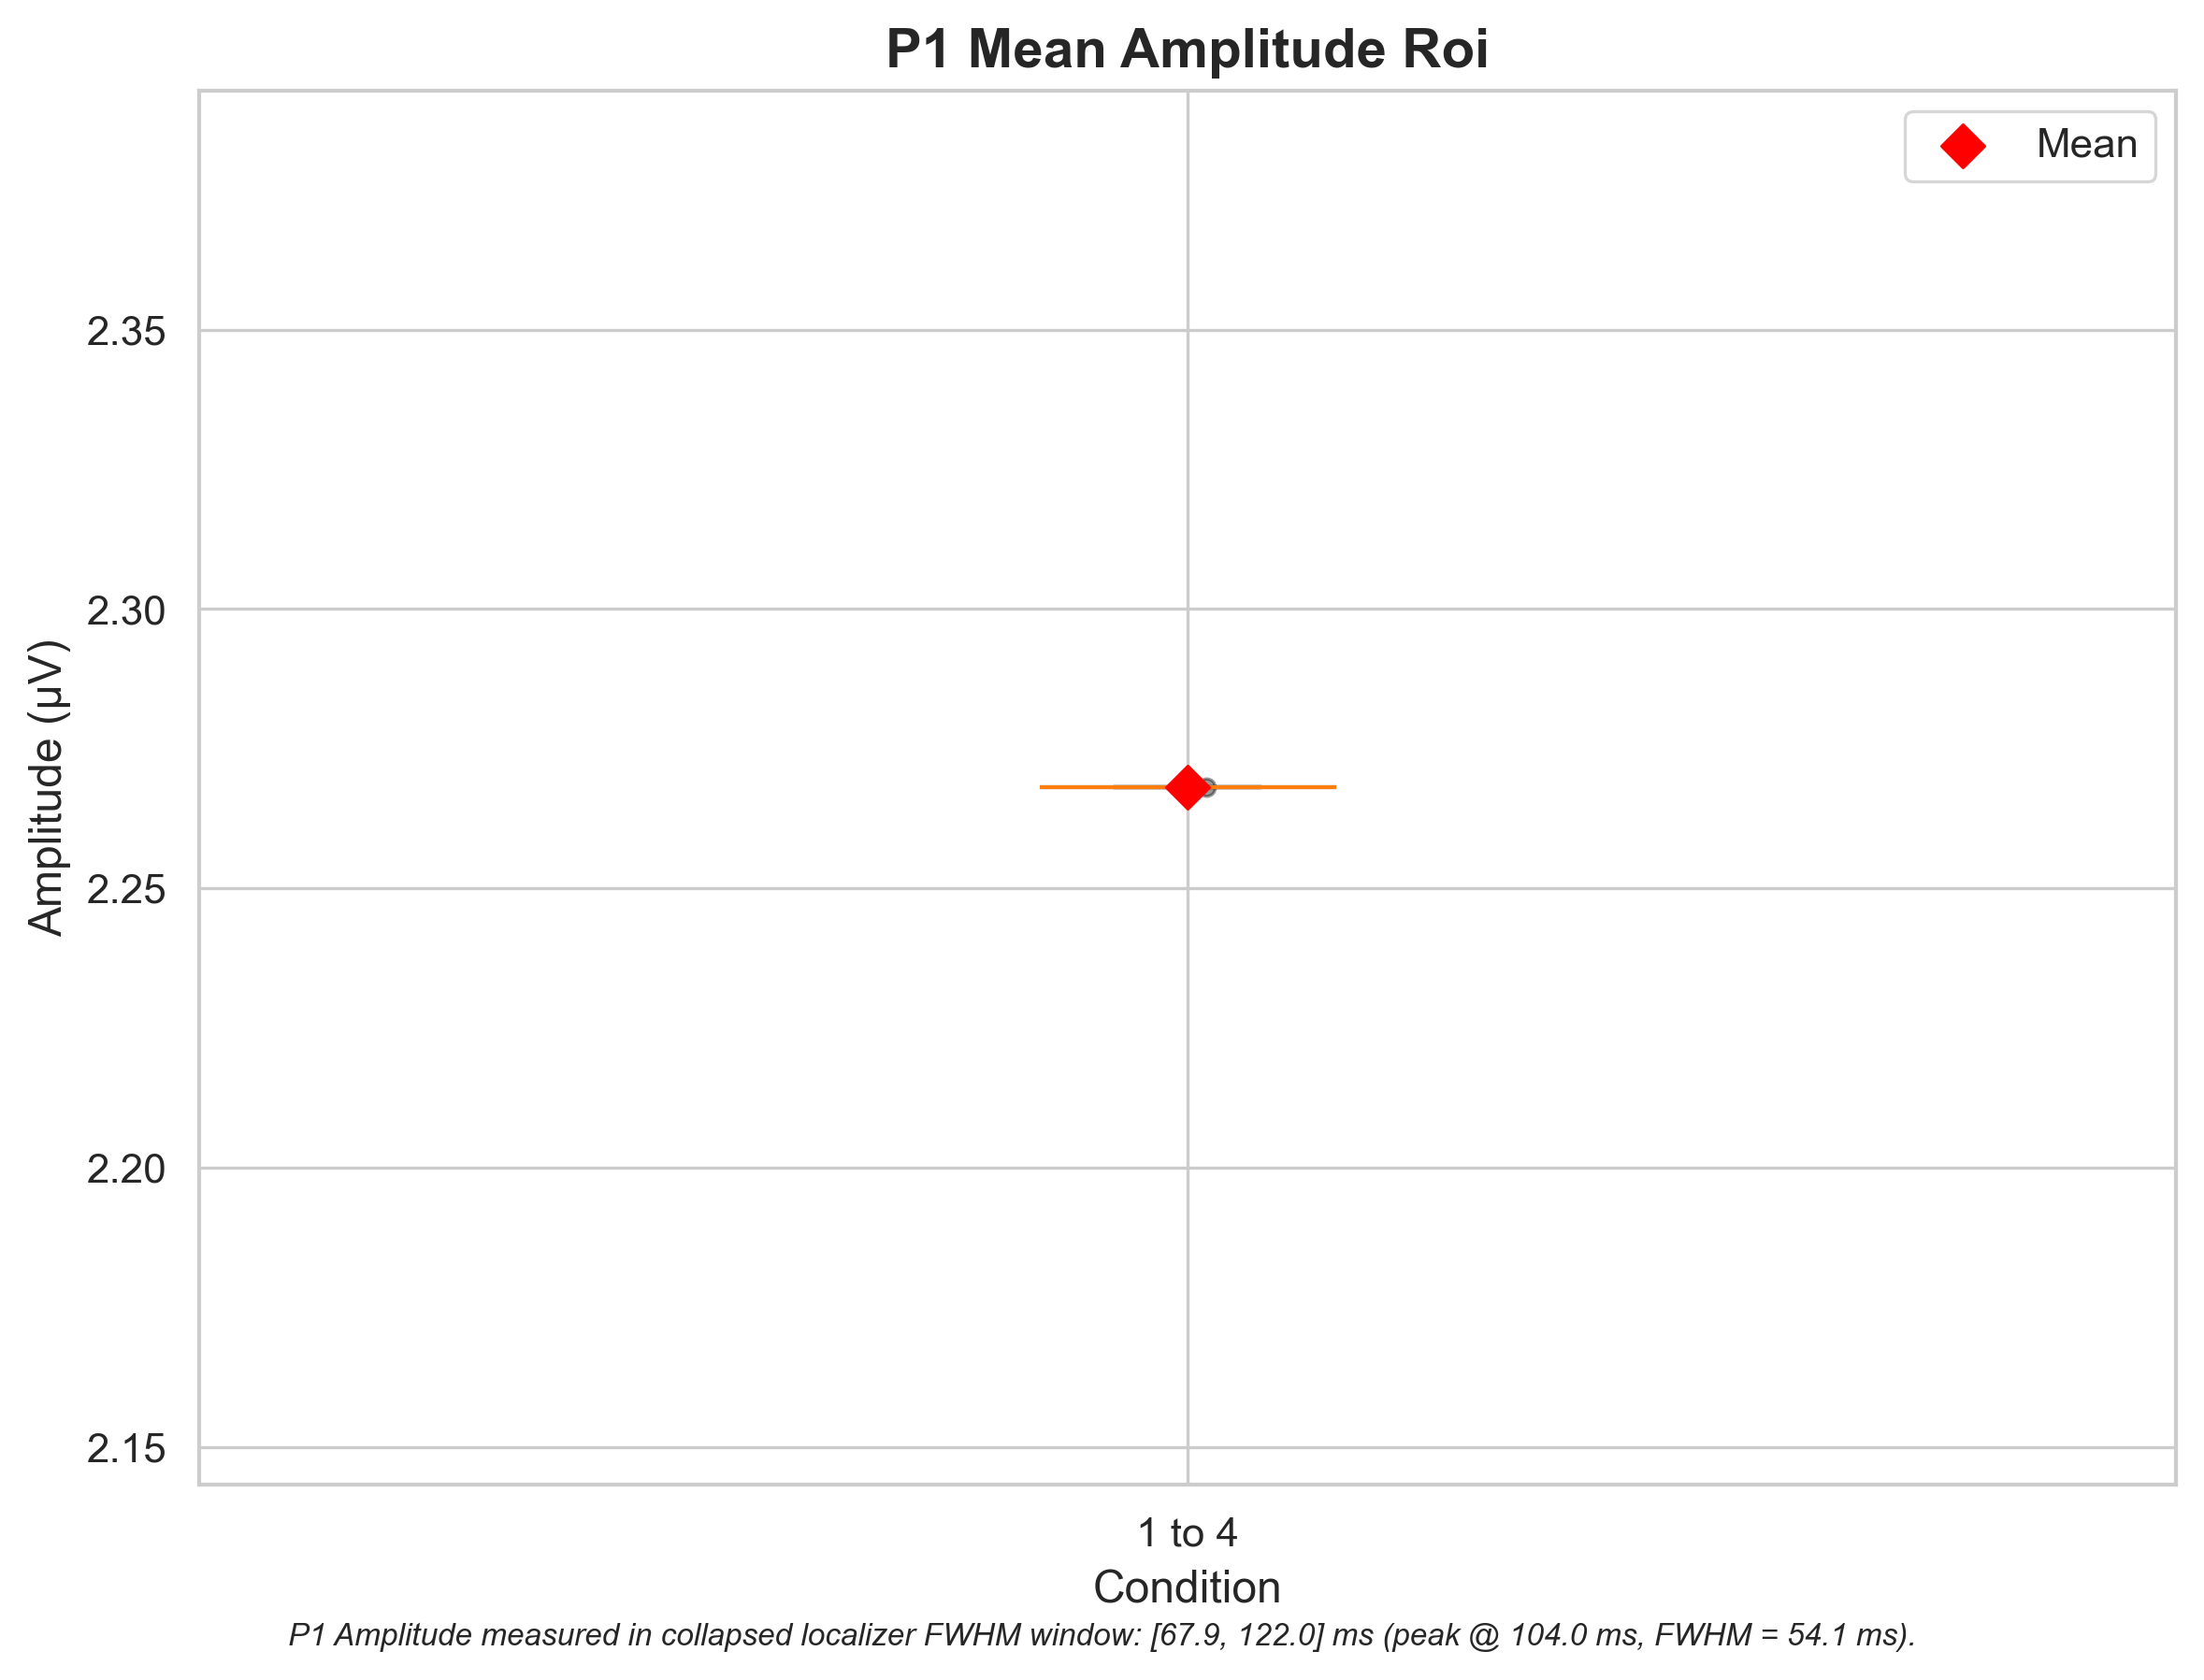 P1 Mean Amplitude Roi
Mean
2.35
2.30
2.25
2.20
2.15
Amplitude (µV)
1 to 4
Condition
P1 Amplitude measured in collapsed localizer FWHM window: [67.9, 122.0] ms (peak @ 104.0 ms, FWHM = 54.1 ms).